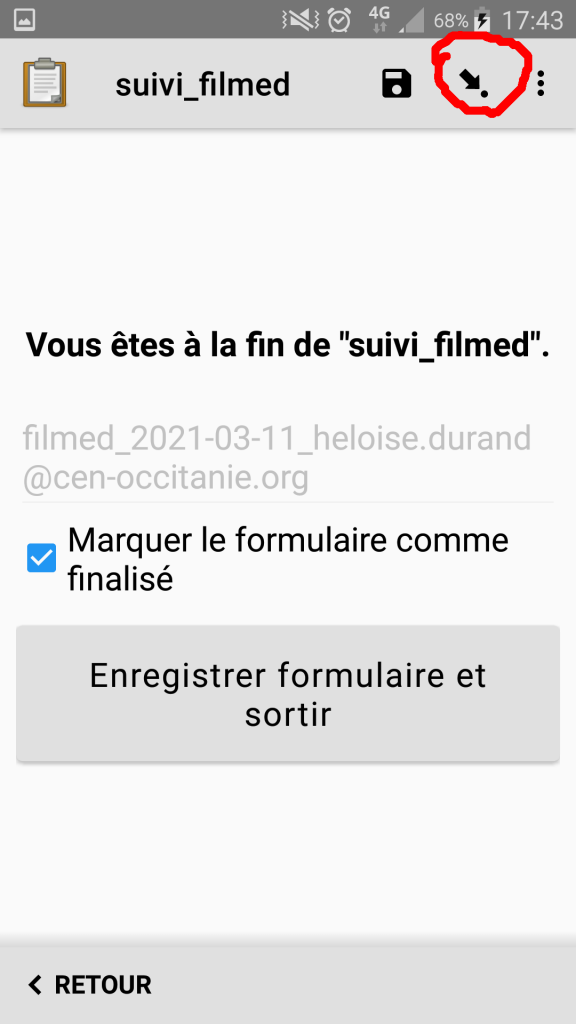 4G 68% 17:43
suivi_filmed
Vous êtes à la fin de "suivi_filmed".
filmed_2021-03-11_heloise.durand
@cen-occitanie.org
Marquer le formulaire comme
finalisé
Enregistrer formulaire et
sortir
RETOUR